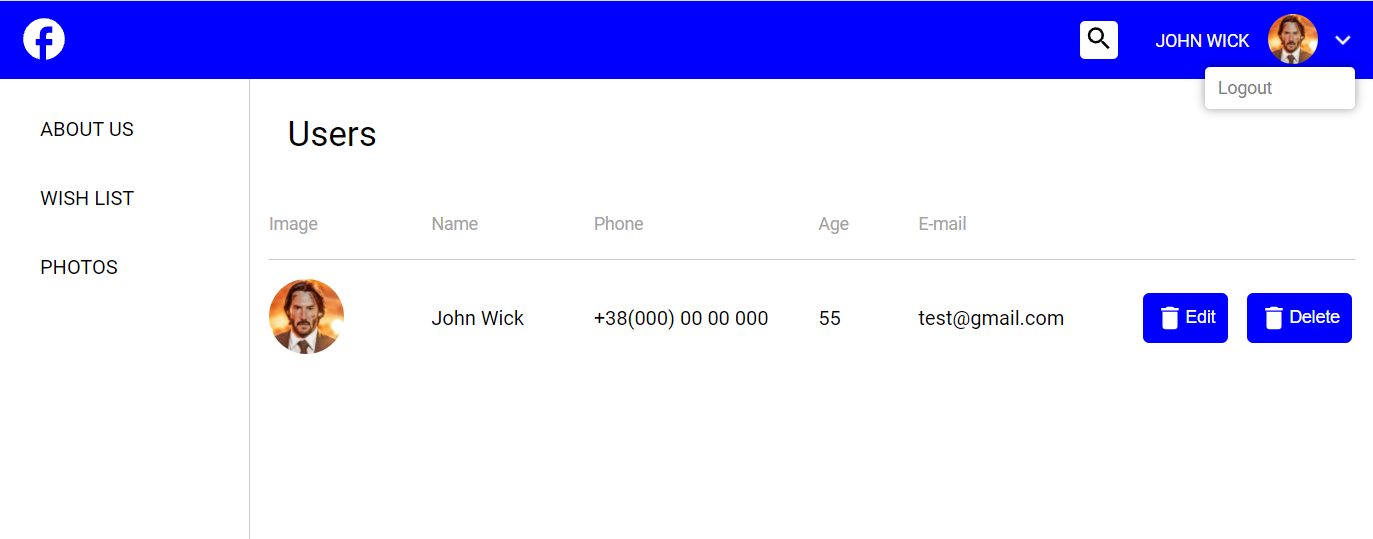 JOHN WICK
Logout
ABOUT US
WISH LIST
PHOTOS
Users
Image Name Phone Age E-mail
John Wick +38(000) 00 00 000 55 test@gmail.com Edit Delete